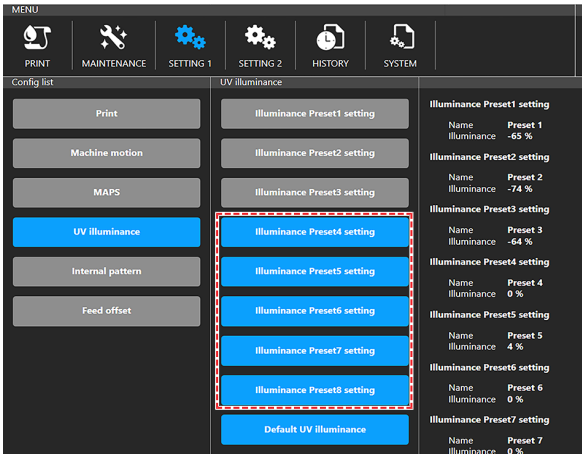 MENU
PRINT
MAINTENANCE
SETTING 1
SETTING 2
HISTORY
SYSTEM
Config list
Print
Machine motion
MAPS
UV illuminance
Internal pattern
Feed offset
UV illuminance
Illuminance Preset1 setting
Illuminance Preset2 setting
Illuminance Preset3 setting
Illuminance Preset4 setting
Illuminance Preset5 setting
Illuminance Preset6 setting
Illuminance Preset7 setting
Illuminance Preset8 setting
Default UV illuminance
Illuminance Preset1 setting
Name Preset 1
Illuminance -65 %
Illuminance Preset2 setting
Name Preset 2
Illuminance -74 %
Illuminance Preset3 setting
Name Preset 3
Illuminance -64 %
Illuminance Preset4 setting
Name Preset 4
Illuminance 0 %
Illuminance Preset5 setting
Name Preset 5
Illuminance 4 %
Illuminance Preset6 setting
Name Preset 6
Illuminance 0 %
Illuminance Preset7 setting
Name Preset 7
Illuminance 0 %